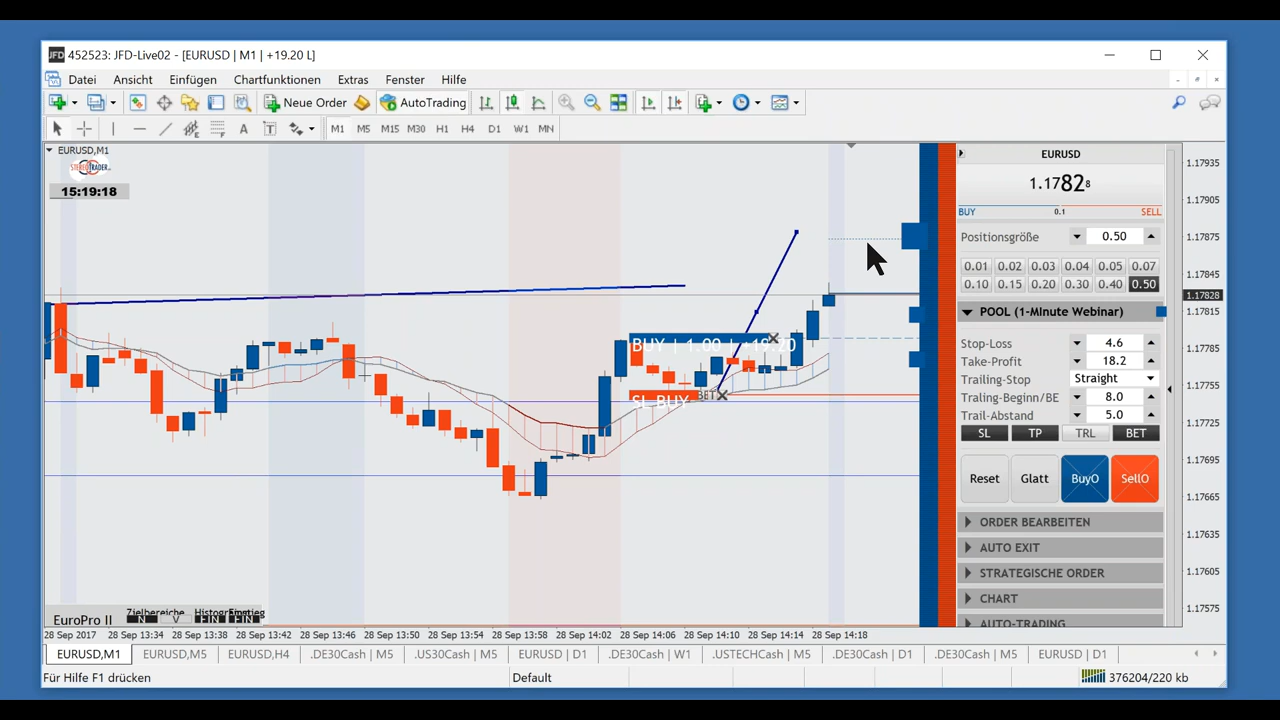 JFD 452523: JFD-Live02 - [EURUSD | M1 | +19.20 L]
Datei Ansicht Einfügen Chartfunktionen Extras Fenster Hilfe
Neue Order AutoTrading
A T M1 M5 M15 M30 H1 H4 D1 W1 MN
EURUSD,M1
STEREOTRADER
15:19:18
BUY | 1.00 | +19.20
SL BUY
BET
EURUSD
1.17828
BUY 0.1 SELL
Positionsgröße 0.50
0.01 0.02 0.03 0.04 0.05 0.07
0.10 0.15 0.20 0.30 0.40 0.50
POOL (1-Minute Webinar)
Stop-Loss 4.6
Take-Profit 18.2
Trailing-Stop Straight
Traling-Beginn/BE 8.0
Trail-Abstand 5.0
SL TP TRL BET
Reset Glatt BuyO SellO
ORDER BEARBEITEN
AUTO EXIT
STRATEGISCHE ORDER
CHART
AUTO-TRADING
1.17935
1.17905
1.17875
1.17845
1.17828
1.17815
1.17785
1.17755
1.17725
1.17695
1.17665
1.17635
1.17605
1.17575
EuroPro II
Zielbereiche
N V EIN EIN
28 Sep 2017 28 Sep 13:34 28 Sep 13:38 28 Sep 13:42 28 Sep 13:46 28 Sep 13:50 28 Sep 13:54 28 Sep 13:58 28 Sep 14:02 28 Sep 14:06 28 Sep 14:10 28 Sep 14:14 28 Sep 14:18
EURUSD,M1 EURUSD,M5 EURUSD,H4 .DE30Cash | M5 .US30Cash | M5 EURUSD | D1 .DE30Cash | W1 .USTECHCash | M5 .DE30Cash | D1 .DE30Cash | M5 EURUSD | D1
Für Hilfe F1 drücken Default 376204/220 kb